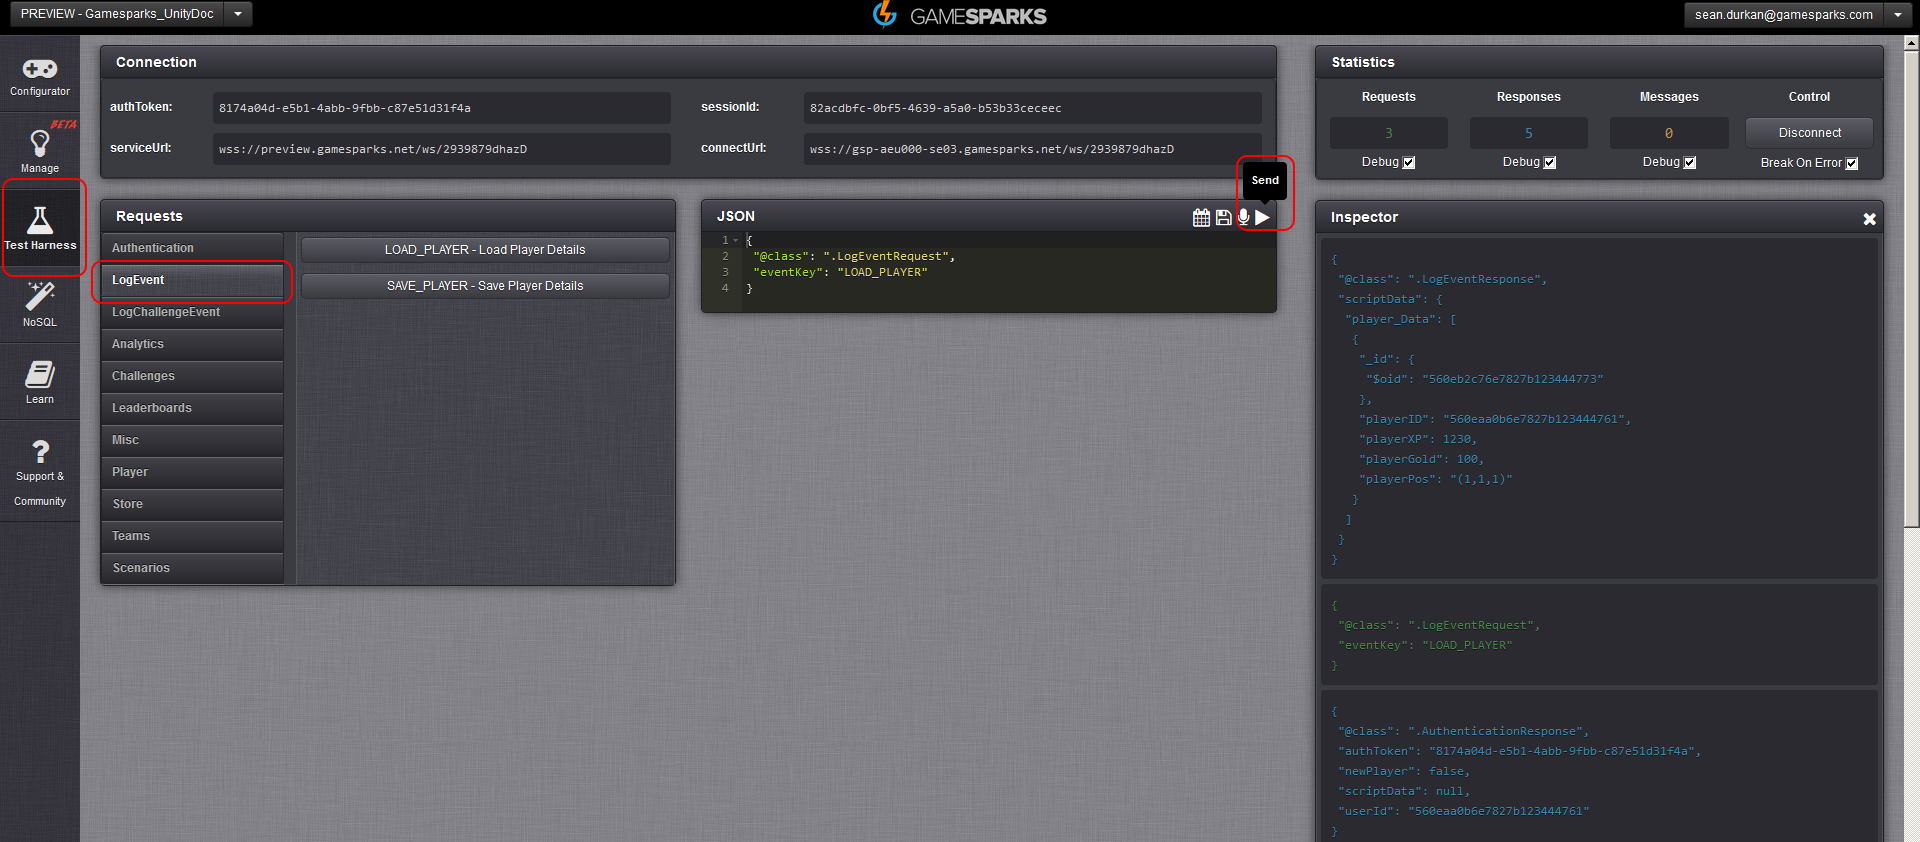 PREVIEW - Gamesparks_UnityDoc
GAMESPARKS
sean.durkan@gamesparks.com
Configurator
BETA
Manage
Test Harness
NoSQL
Learn
Support &
Community
Connection
authToken: 8174a04d-e5b1-4abb-9fbb-c87e51d31f4a
sessionId: 82acdbfc-0bf5-4639-a5a0-b53b33ceceec
serviceUrl: wss://preview.gamesparks.net/ws/2939879dhazD
connectUrl: wss://gsp-aeu000-se03.gamesparks.net/ws/2939879dhazD
Requests
Authentication
LogEvent
LogChallengeEvent
Analytics
Challenges
Leaderboards
Misc
Player
Store
Teams
Scenarios
LOAD_PLAYER - Load Player Details
SAVE_PLAYER - Save Player Details
Send
JSON
1 {
2 "@class": ".LogEventRequest",
3 "eventKey": "LOAD_PLAYER"
4 }
Statistics
Requests Responses Messages Control
3 5 0 Disconnect
Debug Debug Debug Break On Error
Inspector
{
"@class": ".LogEventResponse",
"scriptData": {
"player_Data": [
{
"_id": {
"$oid": "560eb2c76e7827b123444773"
},
"playerID": "560eaa0b6e7827b123444761",
"playerXP": 1230,
"playerGold": 100,
"playerPos": "(1,1,1)"
}
]
}
}
{
"@class": ".LogEventRequest",
"eventKey": "LOAD_PLAYER"
}
{
"@class": ".AuthenticationResponse",
"authToken": "8174a04d-e5b1-4abb-9fbb-c87e51d31f4a",
"newPlayer": false,
"scriptData": null,
"userId": "560eaa0b6e7827b123444761"
}